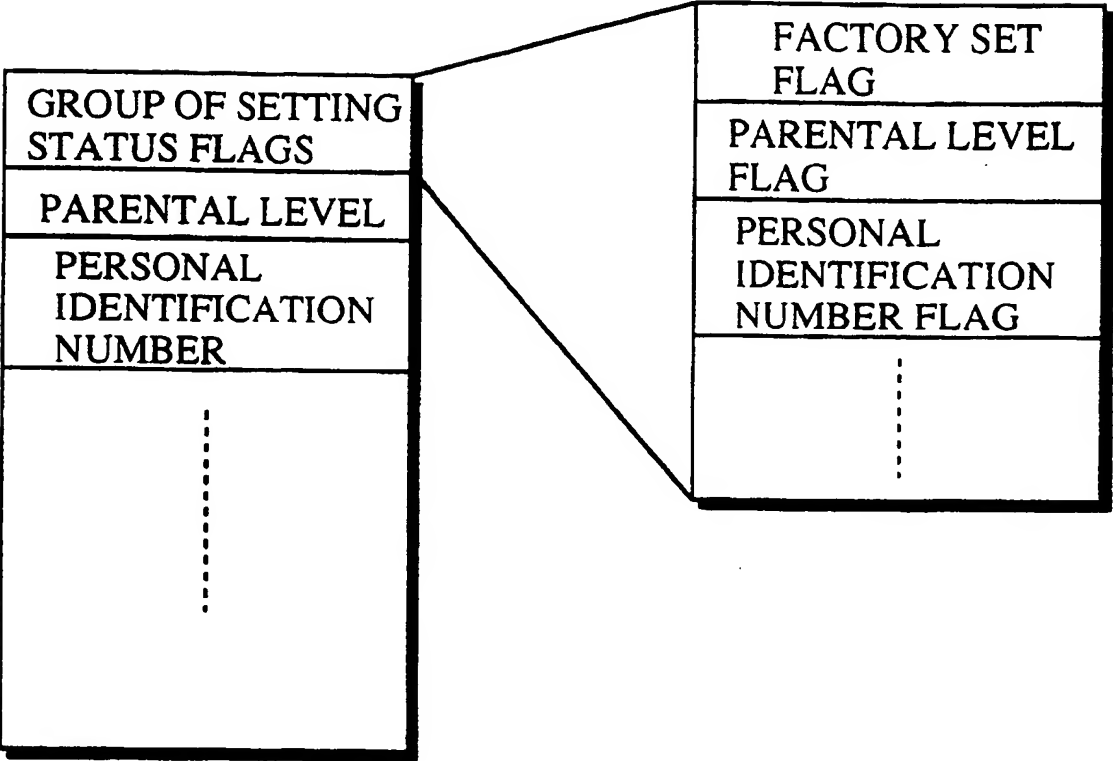 GROUP OF SETTING
STATUS FLAGS
PARENTAL LEVEL
PERSONAL
IDENTIFICATION
NUMBER
FACTORY SET
FLAG
PARENTAL LEVEL
FLAG
PERSONAL
IDENTIFICATION
NUMBER FLAG